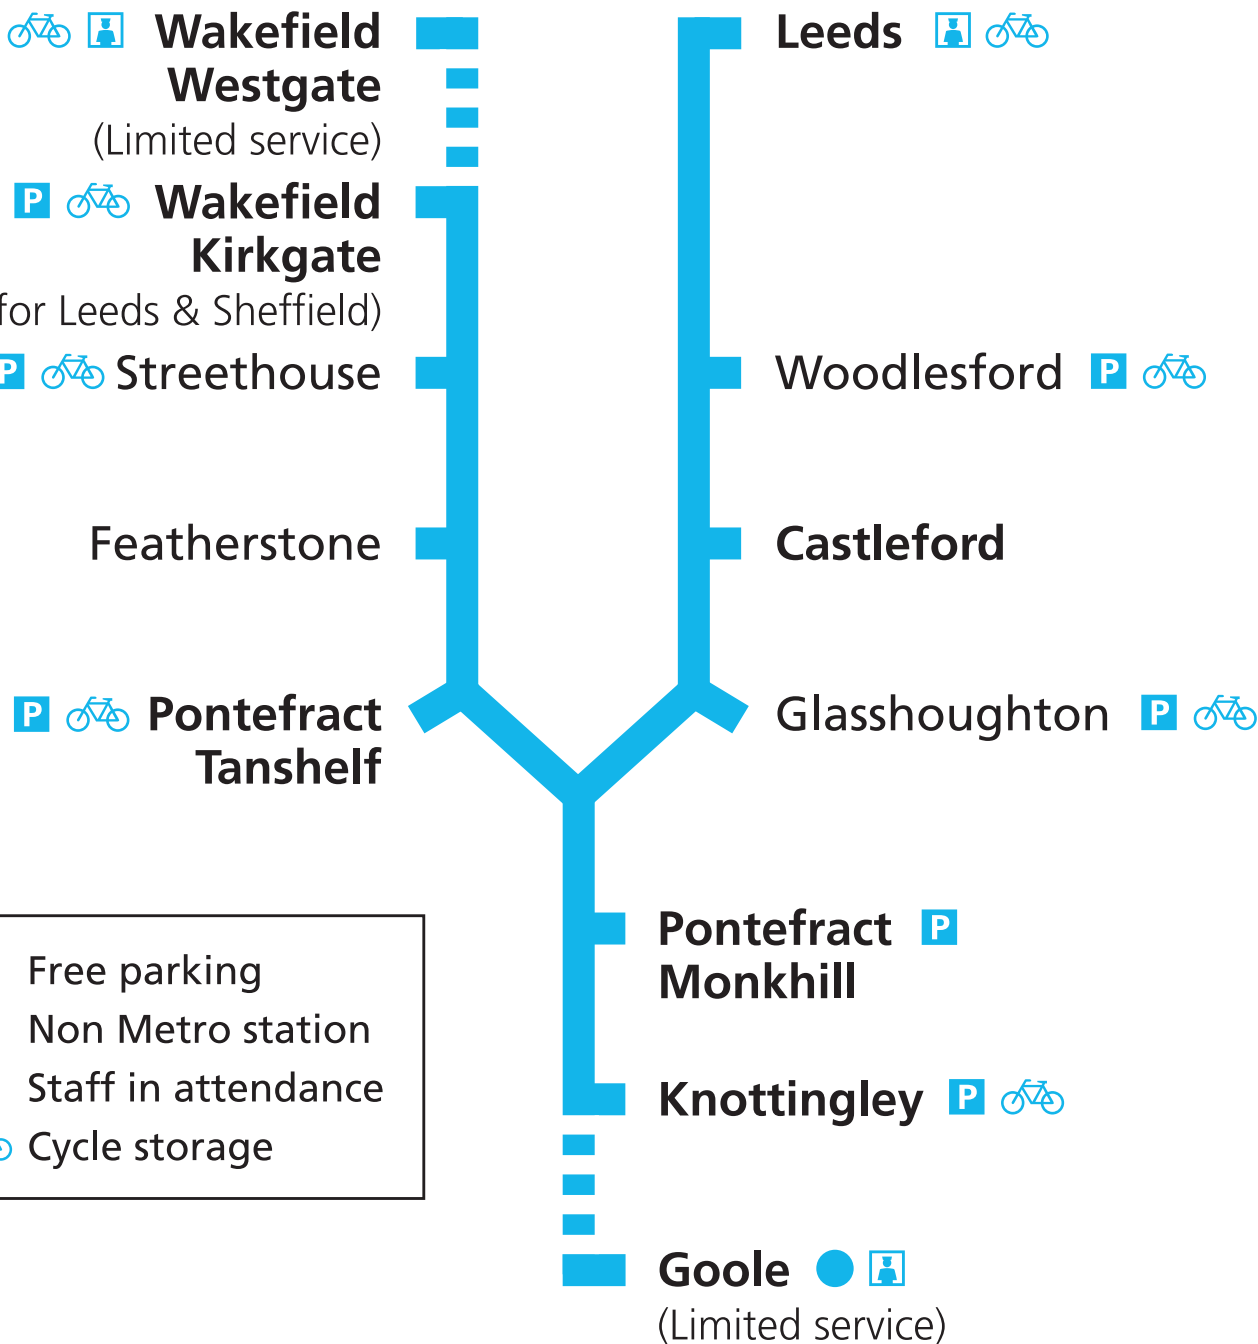 Wakefield
Westgate
(Limited service)
P Wakefield
Kirkgate
for Leeds & Sheffield)
P Streethouse
Featherstone
P Pontefract
Tanshelf
Leeds
Woodlesford P
Castleford
Glasshoughton P
Pontefract P
Monkhill
Knottingley P
Goole
(Limited service)
Free parking
Non Metro station
Staff in attendance
Cycle storage